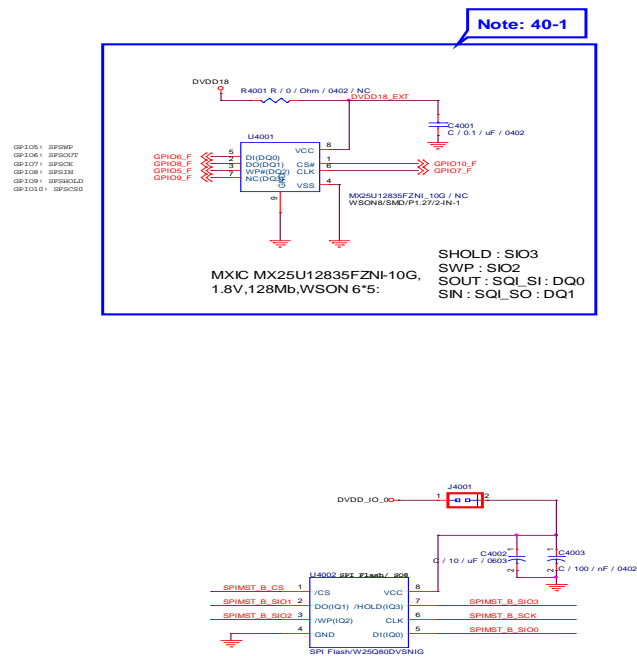 Note: 40-1
DVDD18
R4001 R / 0 / Ohm / 0402 / NC
DVDD18_EXT
C4001
C / 0.1 / uF / 0402
U4001
GPIO5: SFSWP
GPIO6: SFSOUT
GPIO7: SFSCK
GPIO8: SFSIN
GPIO9: SFSHOLD
GPIO10: SFSCS0
GPIO6_F 5 DI(DQ0) VCC 8
GPIO8_F 2 DO(DQ1) CS# 1 GPIO10_F
GPIO5_F 3 WP#(DQ2) CLK 6 GPIO7_F
GPIO9_F 7 NC(DQ3)
GND VSS 4
9
MX25U12835FZNI_10G / NC
WSON8/SMD/P1.27/2-IN-1
MXIC MX25U12835FZNI-10G,
1.8V,128Mb,WSON 6*5:
SHOLD : SIO3
SWP : SIO2
SOUT : SQI_SI : DQ0
SIN : SQI_SO : DQ1
J4001
DVDD_IO_0 1 2
C4002
C / 10 / uF / 0603
1
2
C4003
C / 100 / nF / 0402
1
2
U4002 SPI Flash/ SO8
SPIMST_B_CS 1 /CS VCC 8
SPIMST_B_SIO1 2 DO(IQ1) /HOLD(IQ3) 7 SPIMST_B_SIO3
SPIMST_B_SIO2 3 /WP(IQ2) CLK 6 SPIMST_B_SCK
4 GND DI(IQ0) 5 SPIMST_B_SIO0
SPI Flash/W25Q80DVSNIG